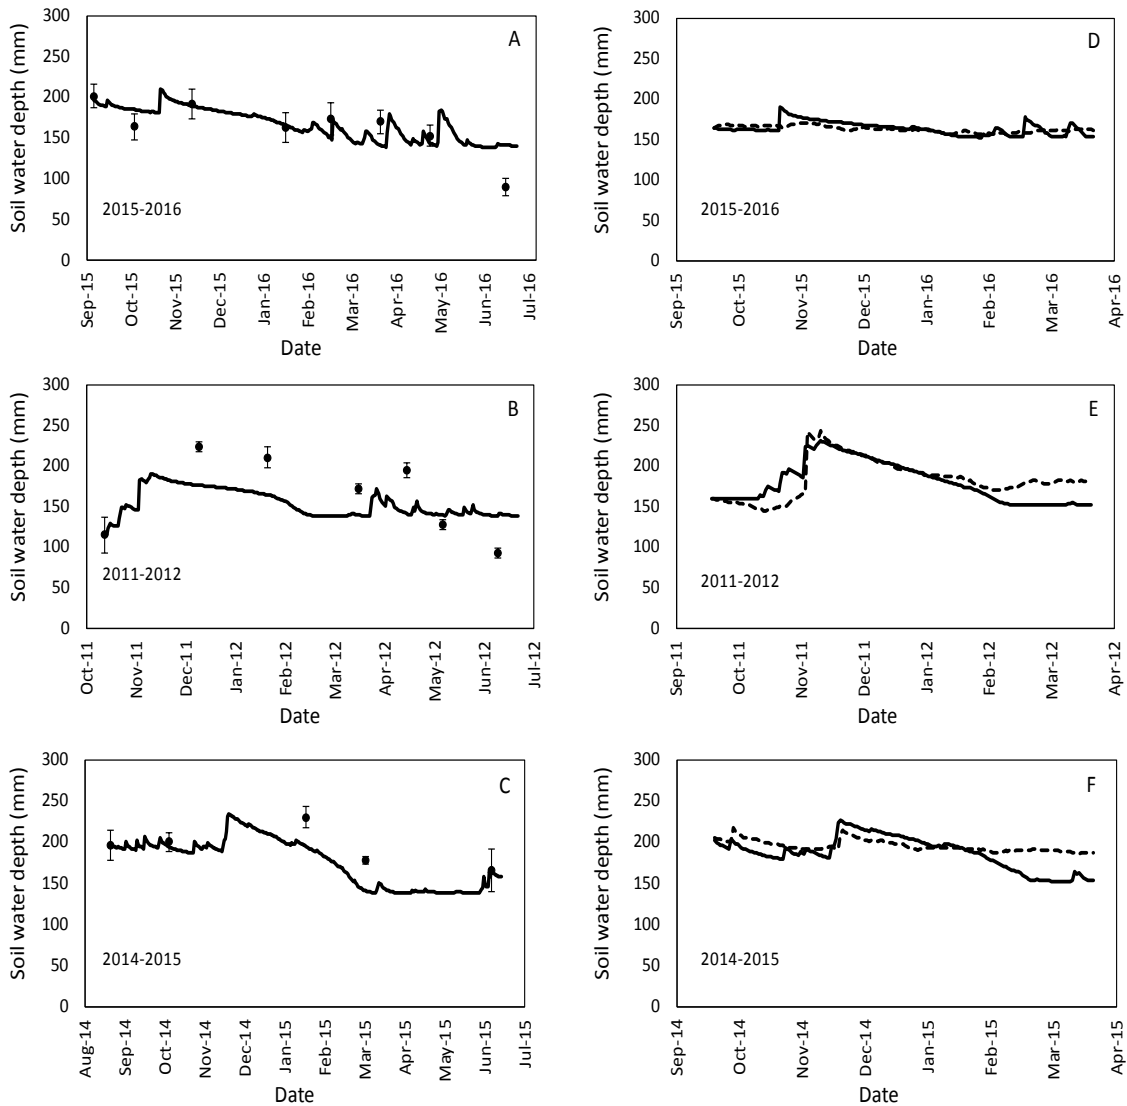 Soil water depth (mm)
300
250
200
150
100
50
0
A
2015-2016
Sep-15
Oct-15
Nov-15
Dec-15
Jan-16
Feb-16
Mar-16
Apr-16
May-16
Jun-16
Jul-16
Date
Soil water depth (mm)
300
250
200
150
100
50
0
D
2015-2016
Sep-15
Oct-15
Nov-15
Dec-15
Jan-16
Feb-16
Mar-16
Apr-16
Date
Soil water depth (mm)
300
250
200
150
100
50
0
B
2011-2012
Oct-11
Nov-11
Dec-11
Jan-12
Feb-12
Mar-12
Apr-12
May-12
Jun-12
Jul-12
Date
Soil water depth (mm)
300
250
200
150
100
50
0
E
2011-2012
Sep-11
Oct-11
Nov-11
Dec-11
Jan-12
Feb-12
Mar-12
Apr-12
Date
Soil water depth (mm)
300
250
200
150
100
50
0
C
2014-2015
Aug-14
Sep-14
Oct-14
Nov-14
Jan-15
Feb-15
Mar-15
Apr-15
May-15
Jun-15
Jul-15
Date
Soil water depth (mm)
300
250
200
150
100
50
0
F
2014-2015
Sep-14
Oct-14
Nov-14
Dec-14
Jan-15
Feb-15
Mar-15
Apr-15
Date